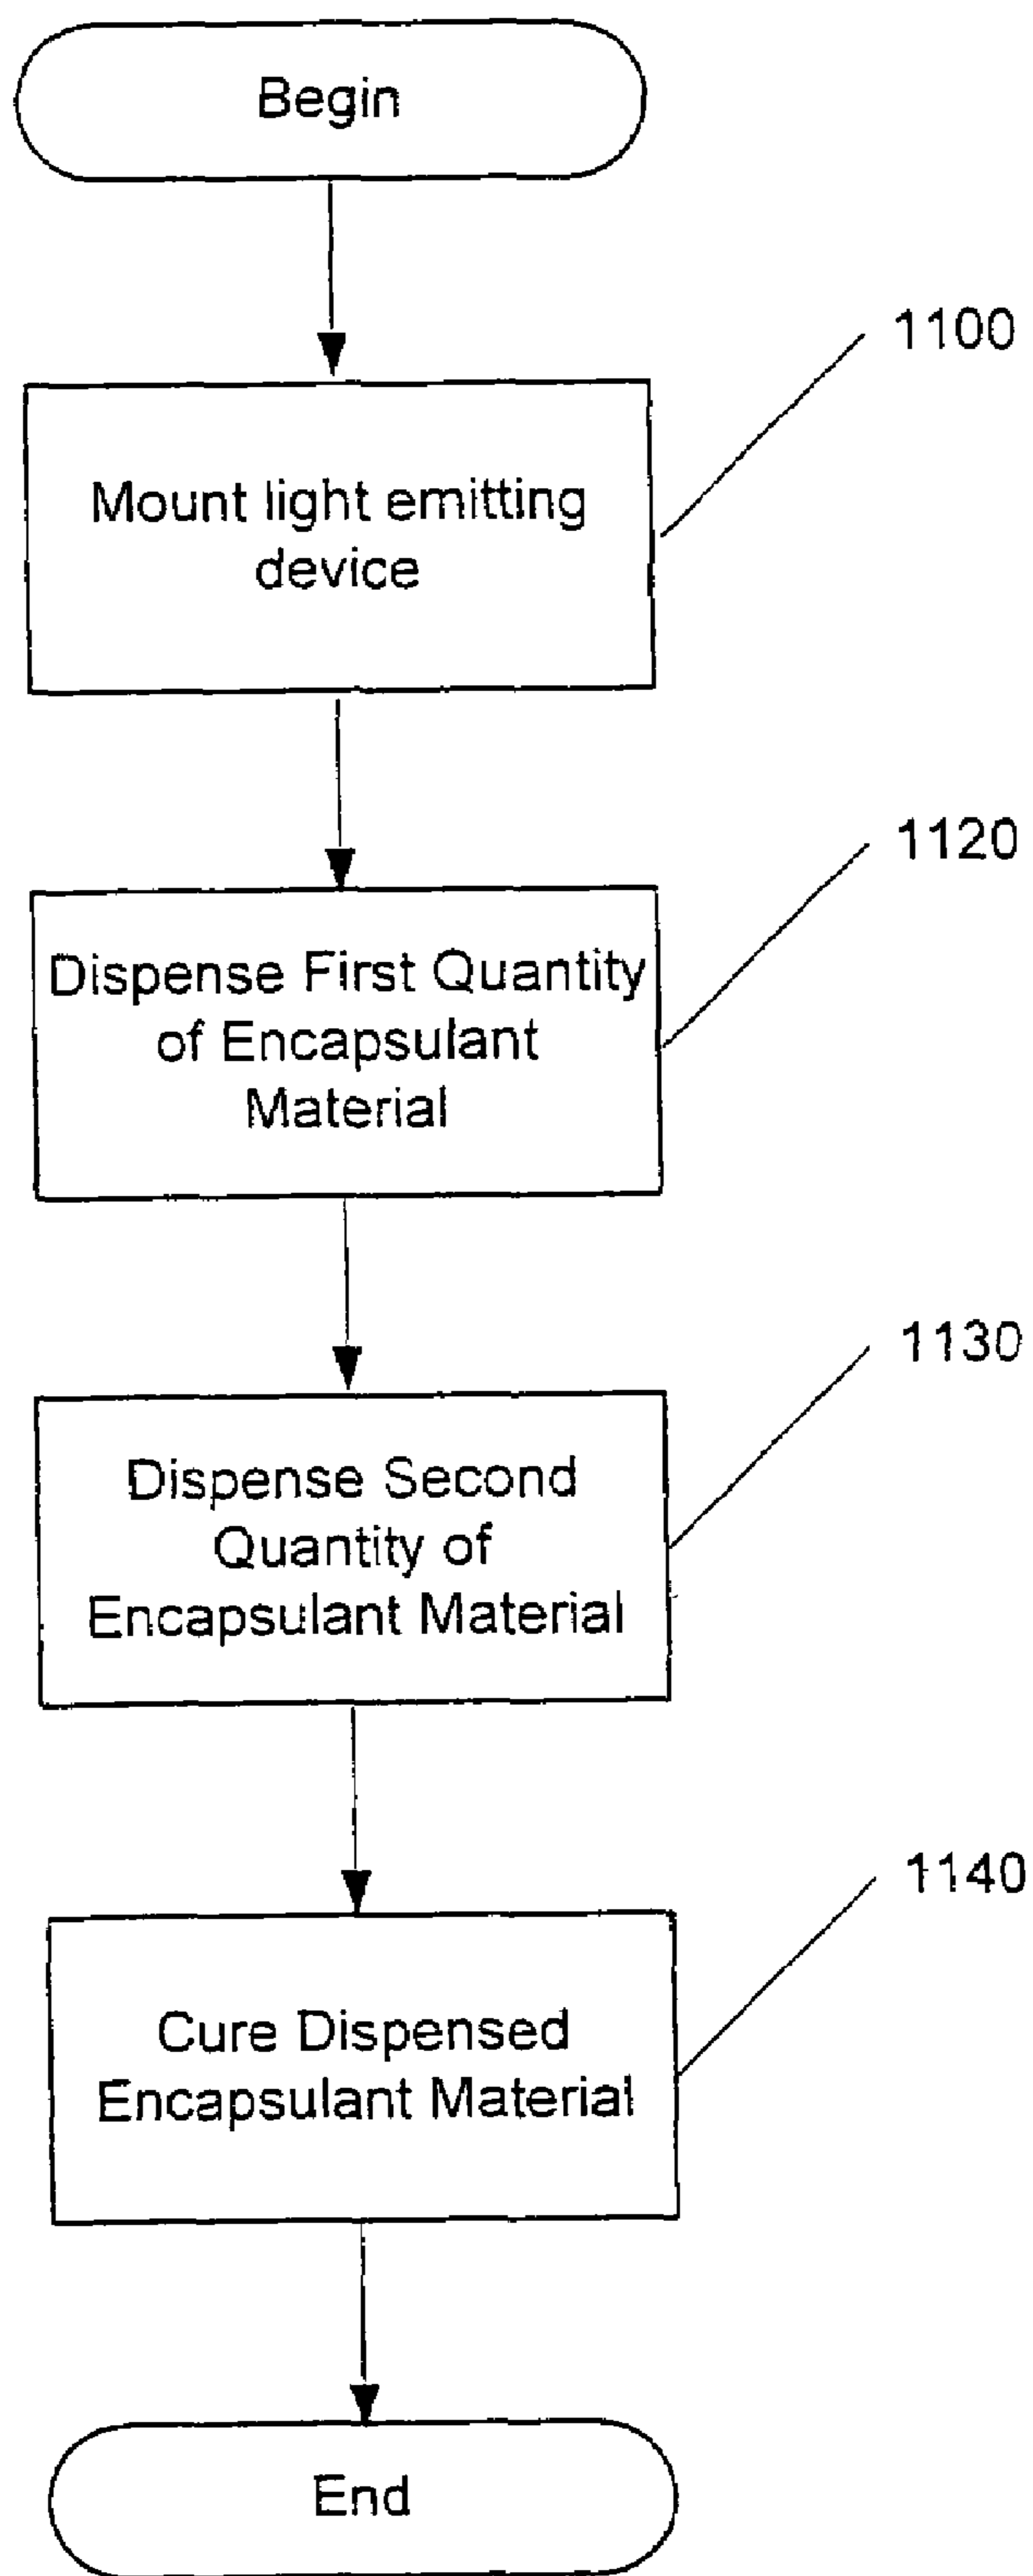 Begin
1100
Mount light emitting
device
1120
Dispense First Quantity
of Encapsulant
Material
1130
Dispense Second
Quantity of
Encapsulant Material
1140
Cure Dispensed
Encapsulant Material
End